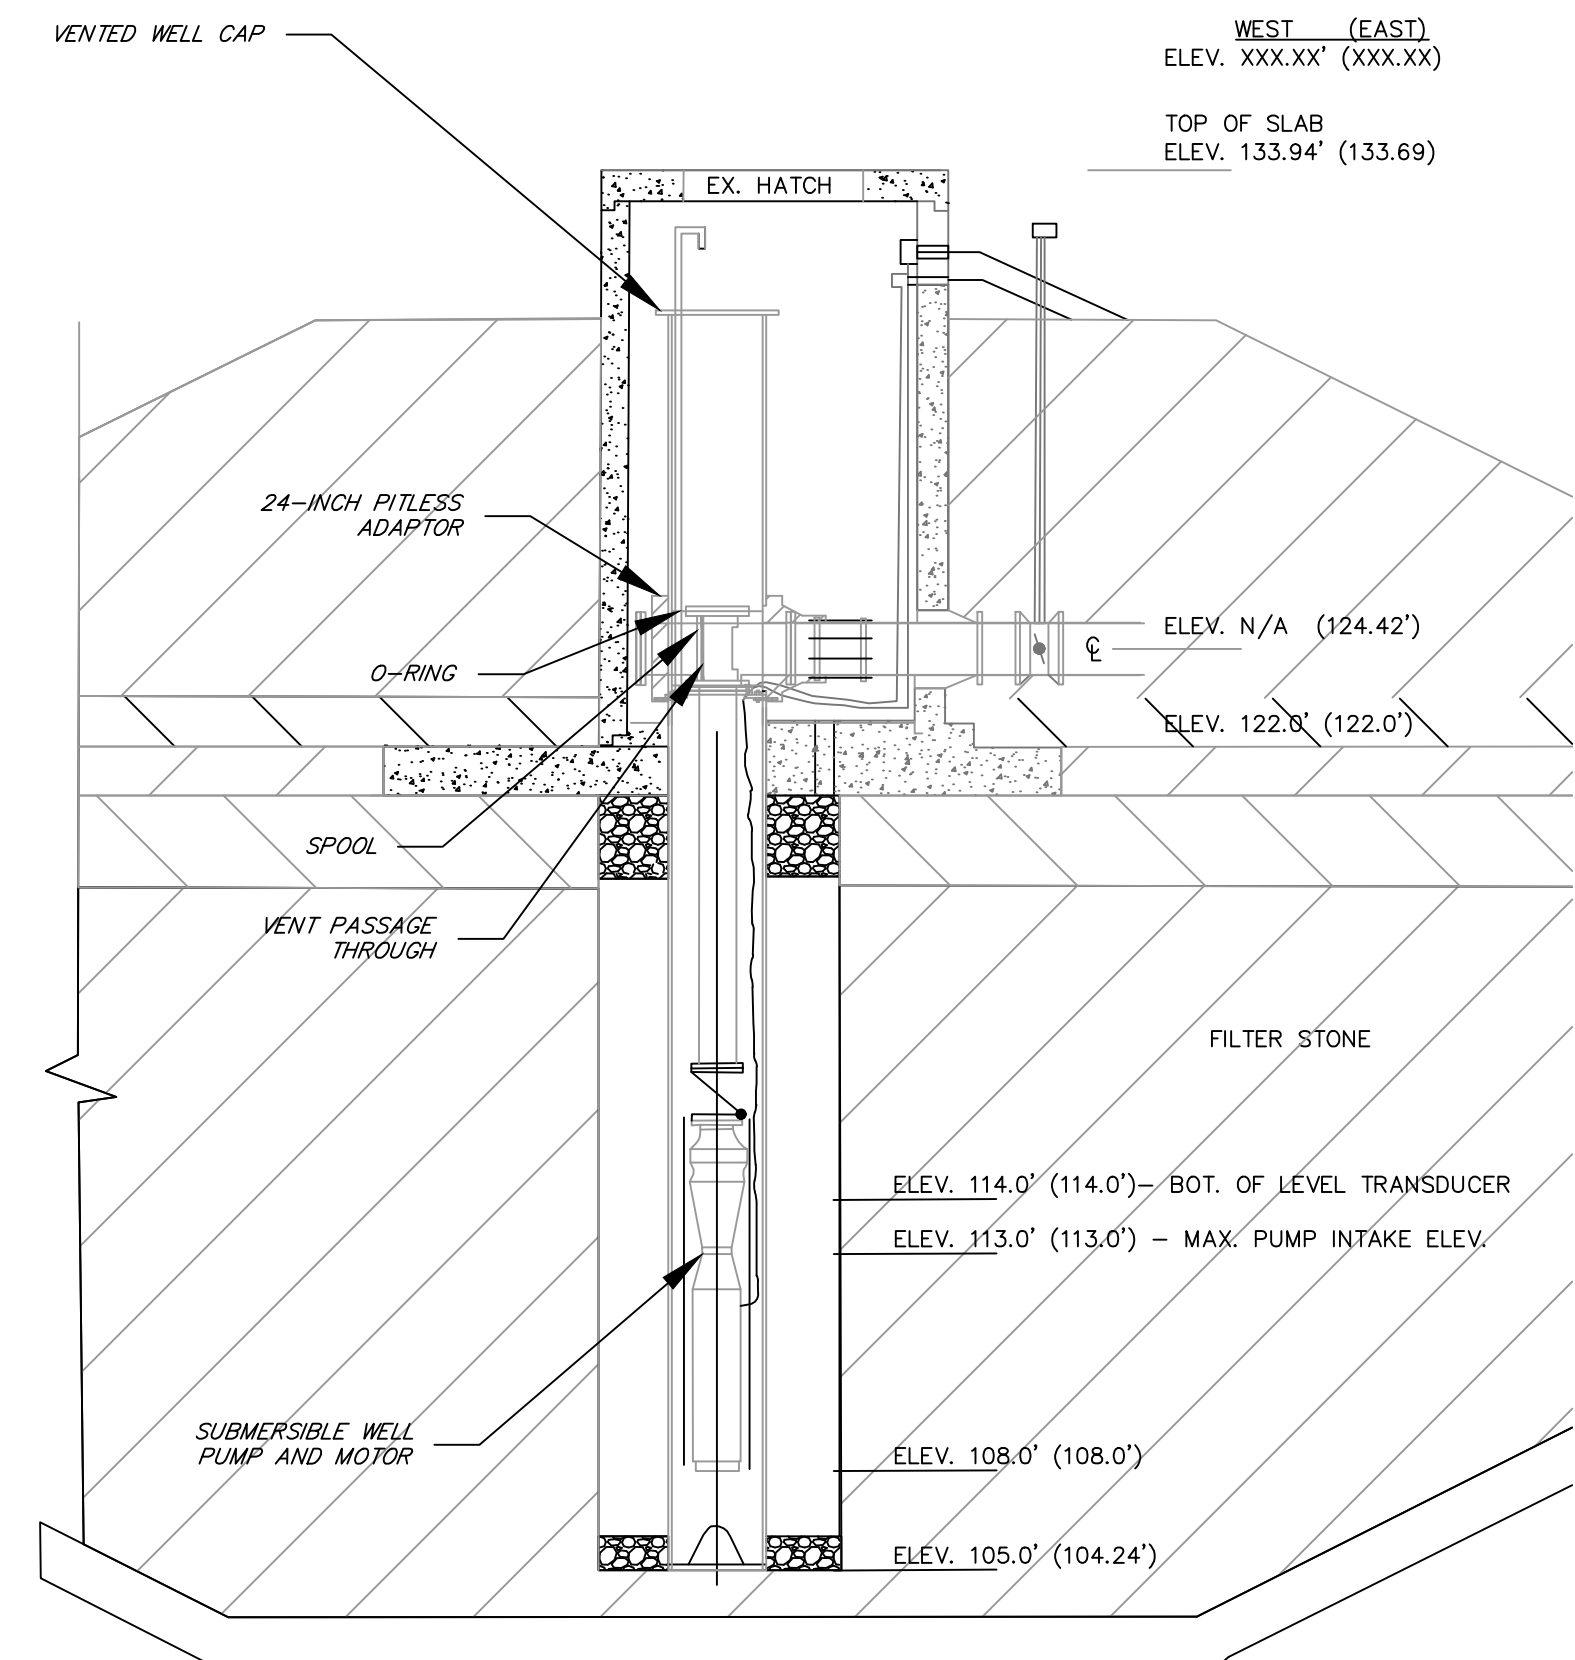 VENTED WELL CAP
WEST (EAST)
ELEV. XXX.XX' (XXX.XX)
TOP OF SLAB
ELEV. 133.94' (133.69)
EX. HATCH
24-INCH PITLESS
ADAPTOR
ELEV. N/A (124.42')
℄
O-RING
ELEV. 122.0' (122.0')
SPOOL
VENT PASSAGE
THROUGH
FILTER STONE
ELEV. 114.0' (114.0')- BOT. OF LEVEL TRANSDUCER
ELEV. 113.0' (113.0') - MAX. PUMP INTAKE ELEV.
SUBMERSIBLE WELL
PUMP AND MOTOR
ELEV. 108.0' (108.0')
ELEV. 105.0' (104.24')